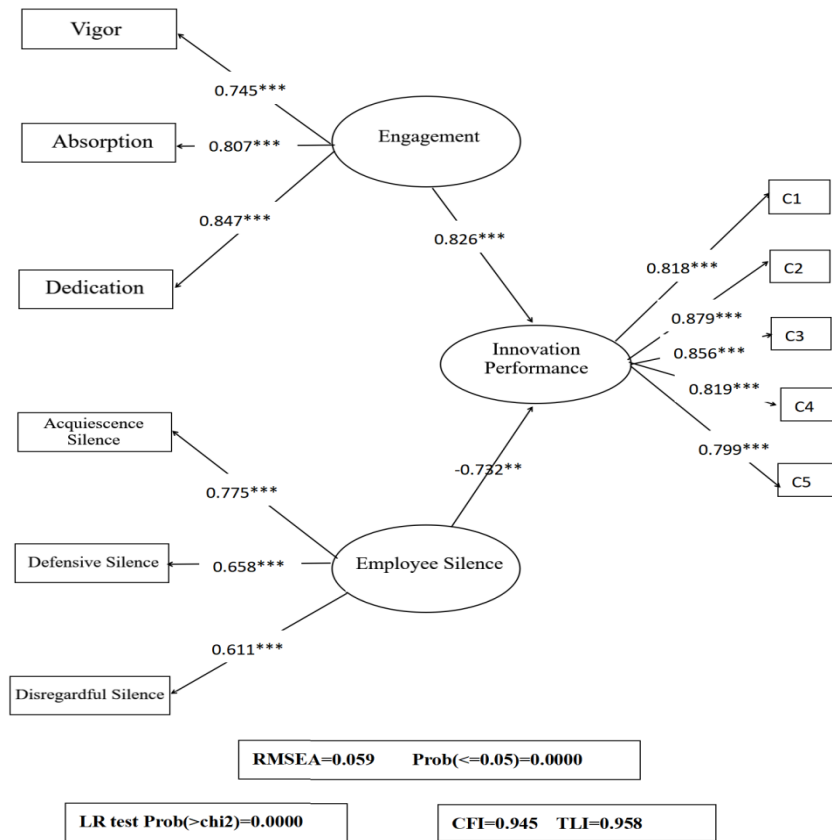 Vigor
0.745***
Absorption
0.807***
Engagement
0.847***
Dedication
0.826***
C1
0.818***
C2
0.879***
Innovation
Performance
0.856***
C3
0.819***
C4
0.799***
C5
Acquiescence
Silence
0.775***
-0.732**
Defensive Silence
0.658***
Employee Silence
0.611***
Disregardful Silence
RMSEA=0.059 Prob(<=0.05)=0.0000
LR test Prob(>chi2)=0.0000
CFI=0.945 TLI=0.958